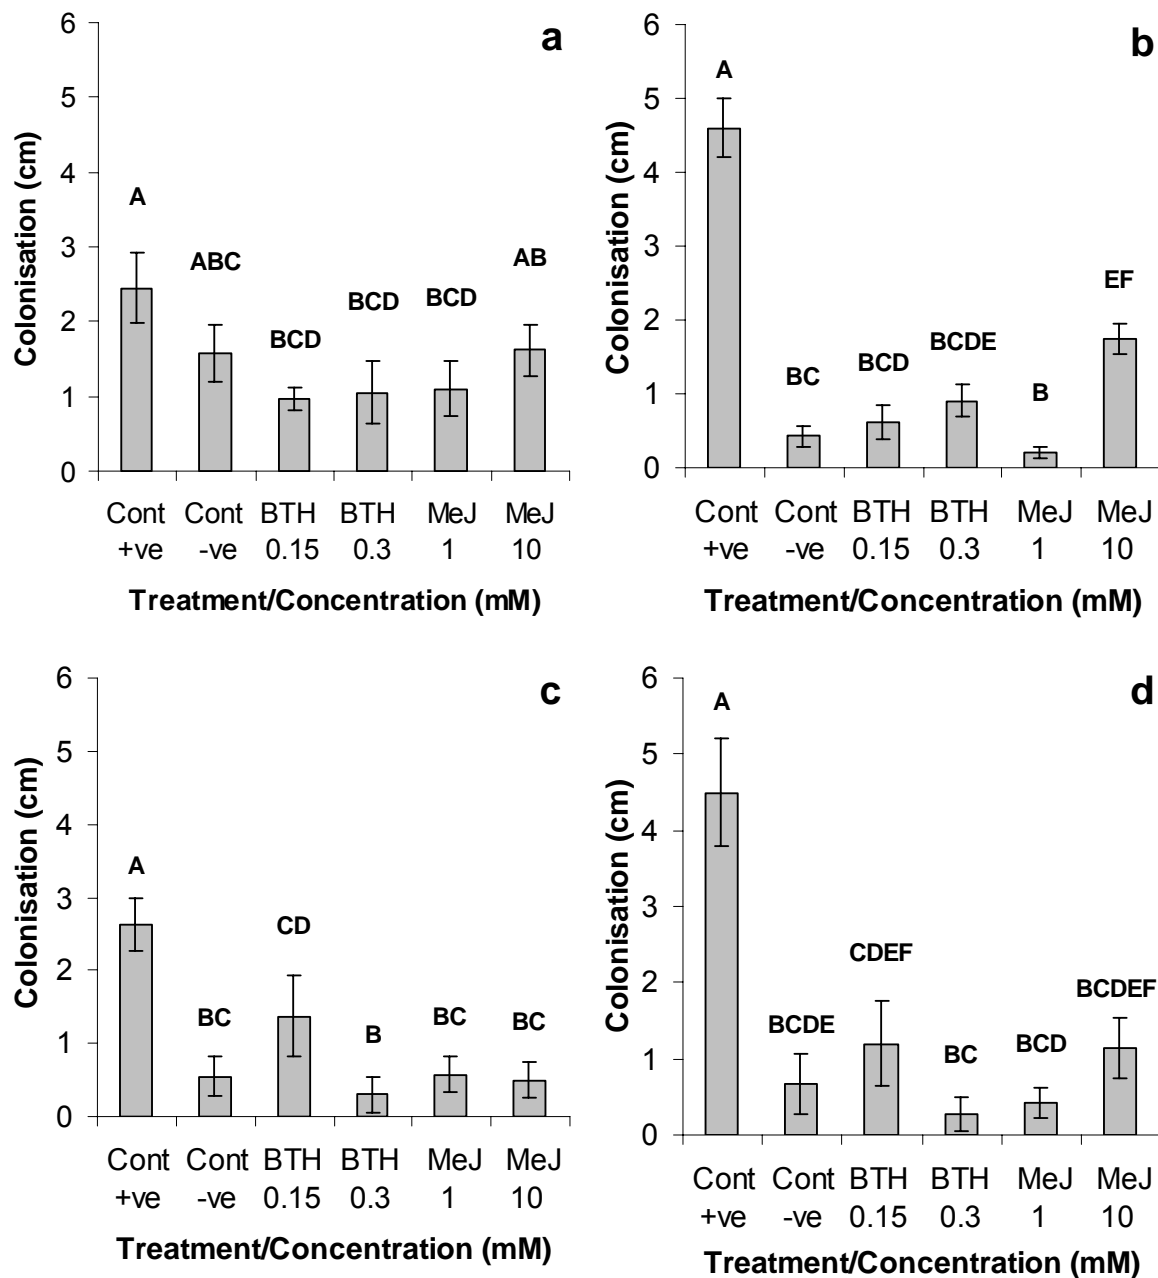 a
6
5
4
3
2
1
0
Colonisation (cm)
A
ABC
BCD
BCD
BCD
AB
Cont Cont BTH BTH MeJ MeJ
+ve -ve 0.15 0.3 1 10
Treatment/Concentration (mM)
b
6
5
4
3
2
1
0
Colonisation (cm)
A
BC
BCD
BCDE
B
EF
Cont Cont BTH BTH MeJ MeJ
+ve -ve 0.15 0.3 1 10
Treatment/Concentration (mM)
c
6
5
4
3
2
1
0
Colonisation (cm)
A
BC
CD
B
BC
BC
Cont Cont BTH BTH MeJ MeJ
+ve -ve 0.15 0.3 1 10
Treatment/Concentration (mM)
d
6
5
4
3
2
1
0
Colonisation (cm)
A
BCDE
CDEF
BC
BCD
BCDEF
Cont Cont BTH BTH MeJ MeJ
+ve -ve 0.15 0.3 1 10
Treatment/Concentration (mM)